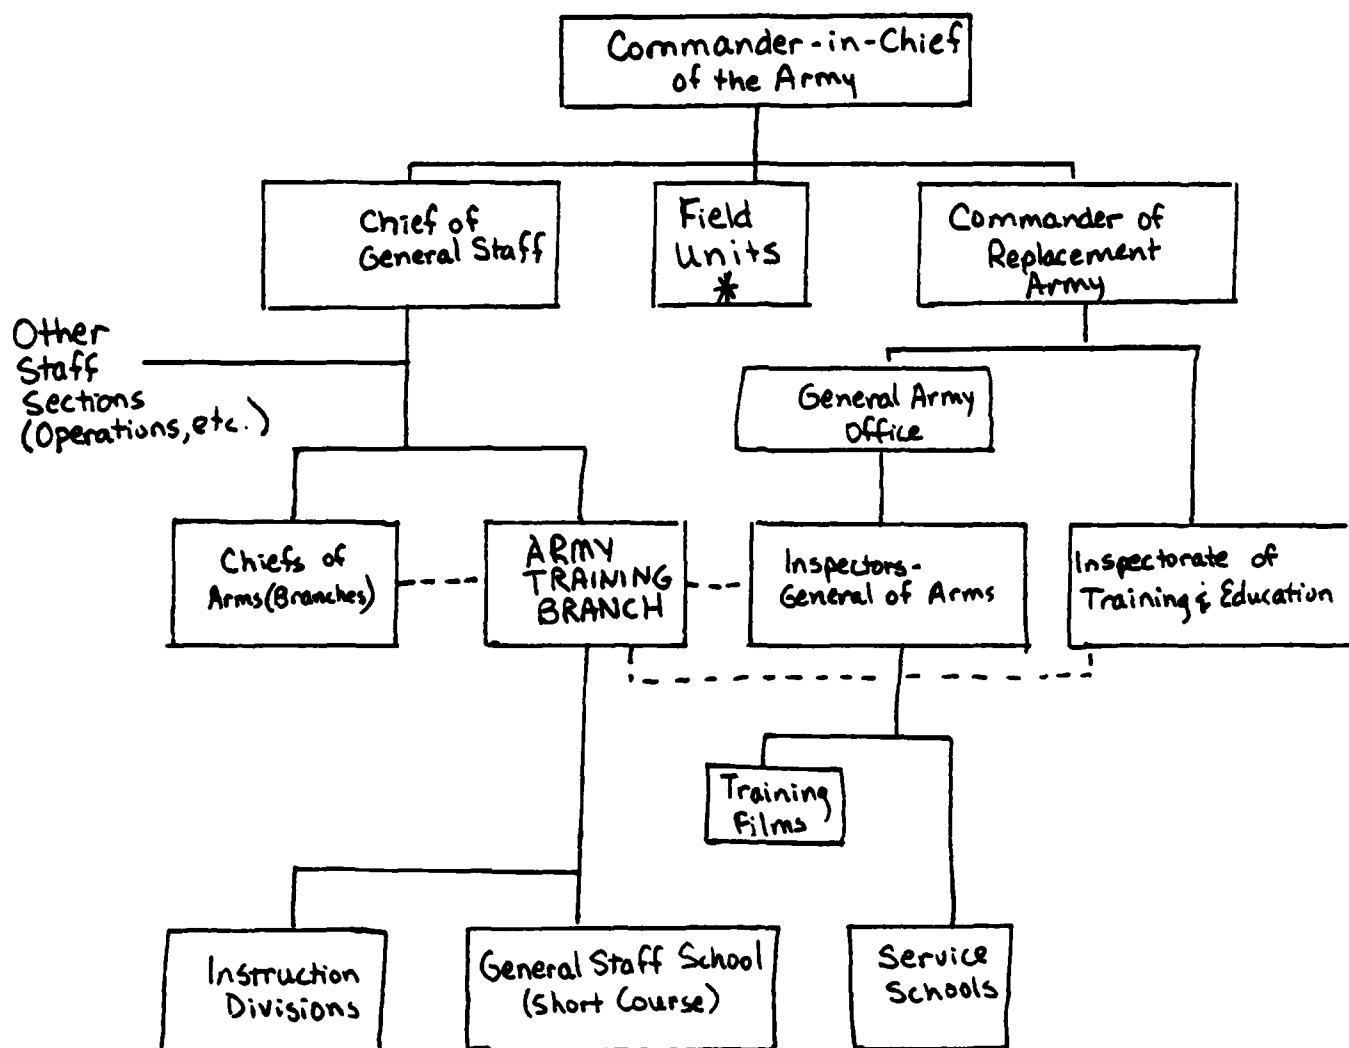 Commander-in-Chief
of the Army
Chief of
General Staff
Field
Units
*
Commander of
Replacement
Army
Other
Staff
Sections
(Operations, etc.)
General Army
Office
Chiefs of
Arms (Branches)
ARMY
TRAINING
BRANCH
Inspectors-
General of Arms
Inspectorate of
Training & Education
Training
Films
Instruction
Divisions
General Staff School
(Short Course)
Service
Schools